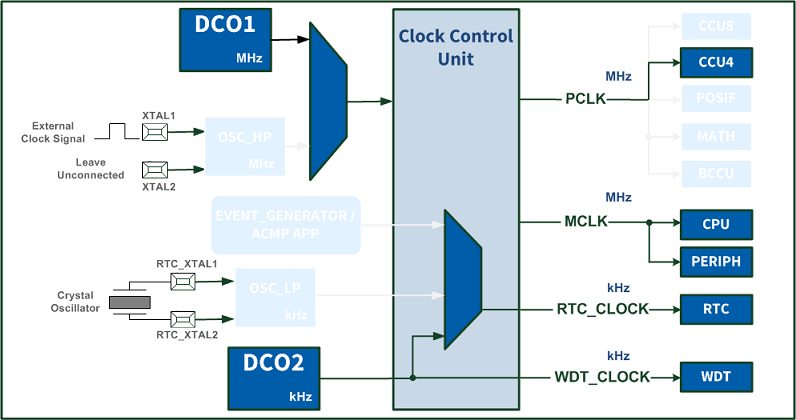 DCO1
MHz
Clock Control
Unit
CCU8
MHz
CCU4
PCLK
POSIF
MATH
BCCU
XTAL1
External
Clock Signal
OSC_HP
MHz
Leave
Unconnected
XTAL2
EVENT_GENERATOR /
ACMP APP
MHz
MCLK
CPU
PERIPH
RTC_XTAL1
Crystal
Oscillator
OSC_LP
kHz
RTC_XTAL2
kHz
RTC_CLOCK
RTC
DCO2
kHz
kHz
WDT_CLOCK
WDT